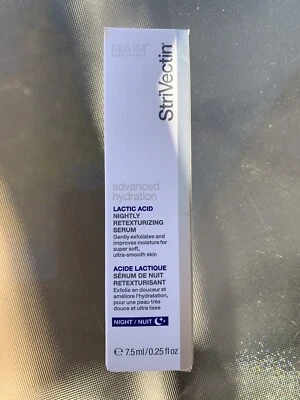 NIA114
StriVectin
advanced
hydration
LACTIC ACID
NIGHTLY
RETEXTURIZING
SERUM
Gently exfoliates and
improves moisture for
super soft,
ultra-smooth skin
ACIDE LACTIQUE
SÉRUM DE NUIT
RETEXTURISANT
Exfolie en douceur et
améliore l'hydratation,
pour une peau très
douce et ultra lisse
NIGHT / NUIT
℮ 7.5 ml/0.25 fl oz